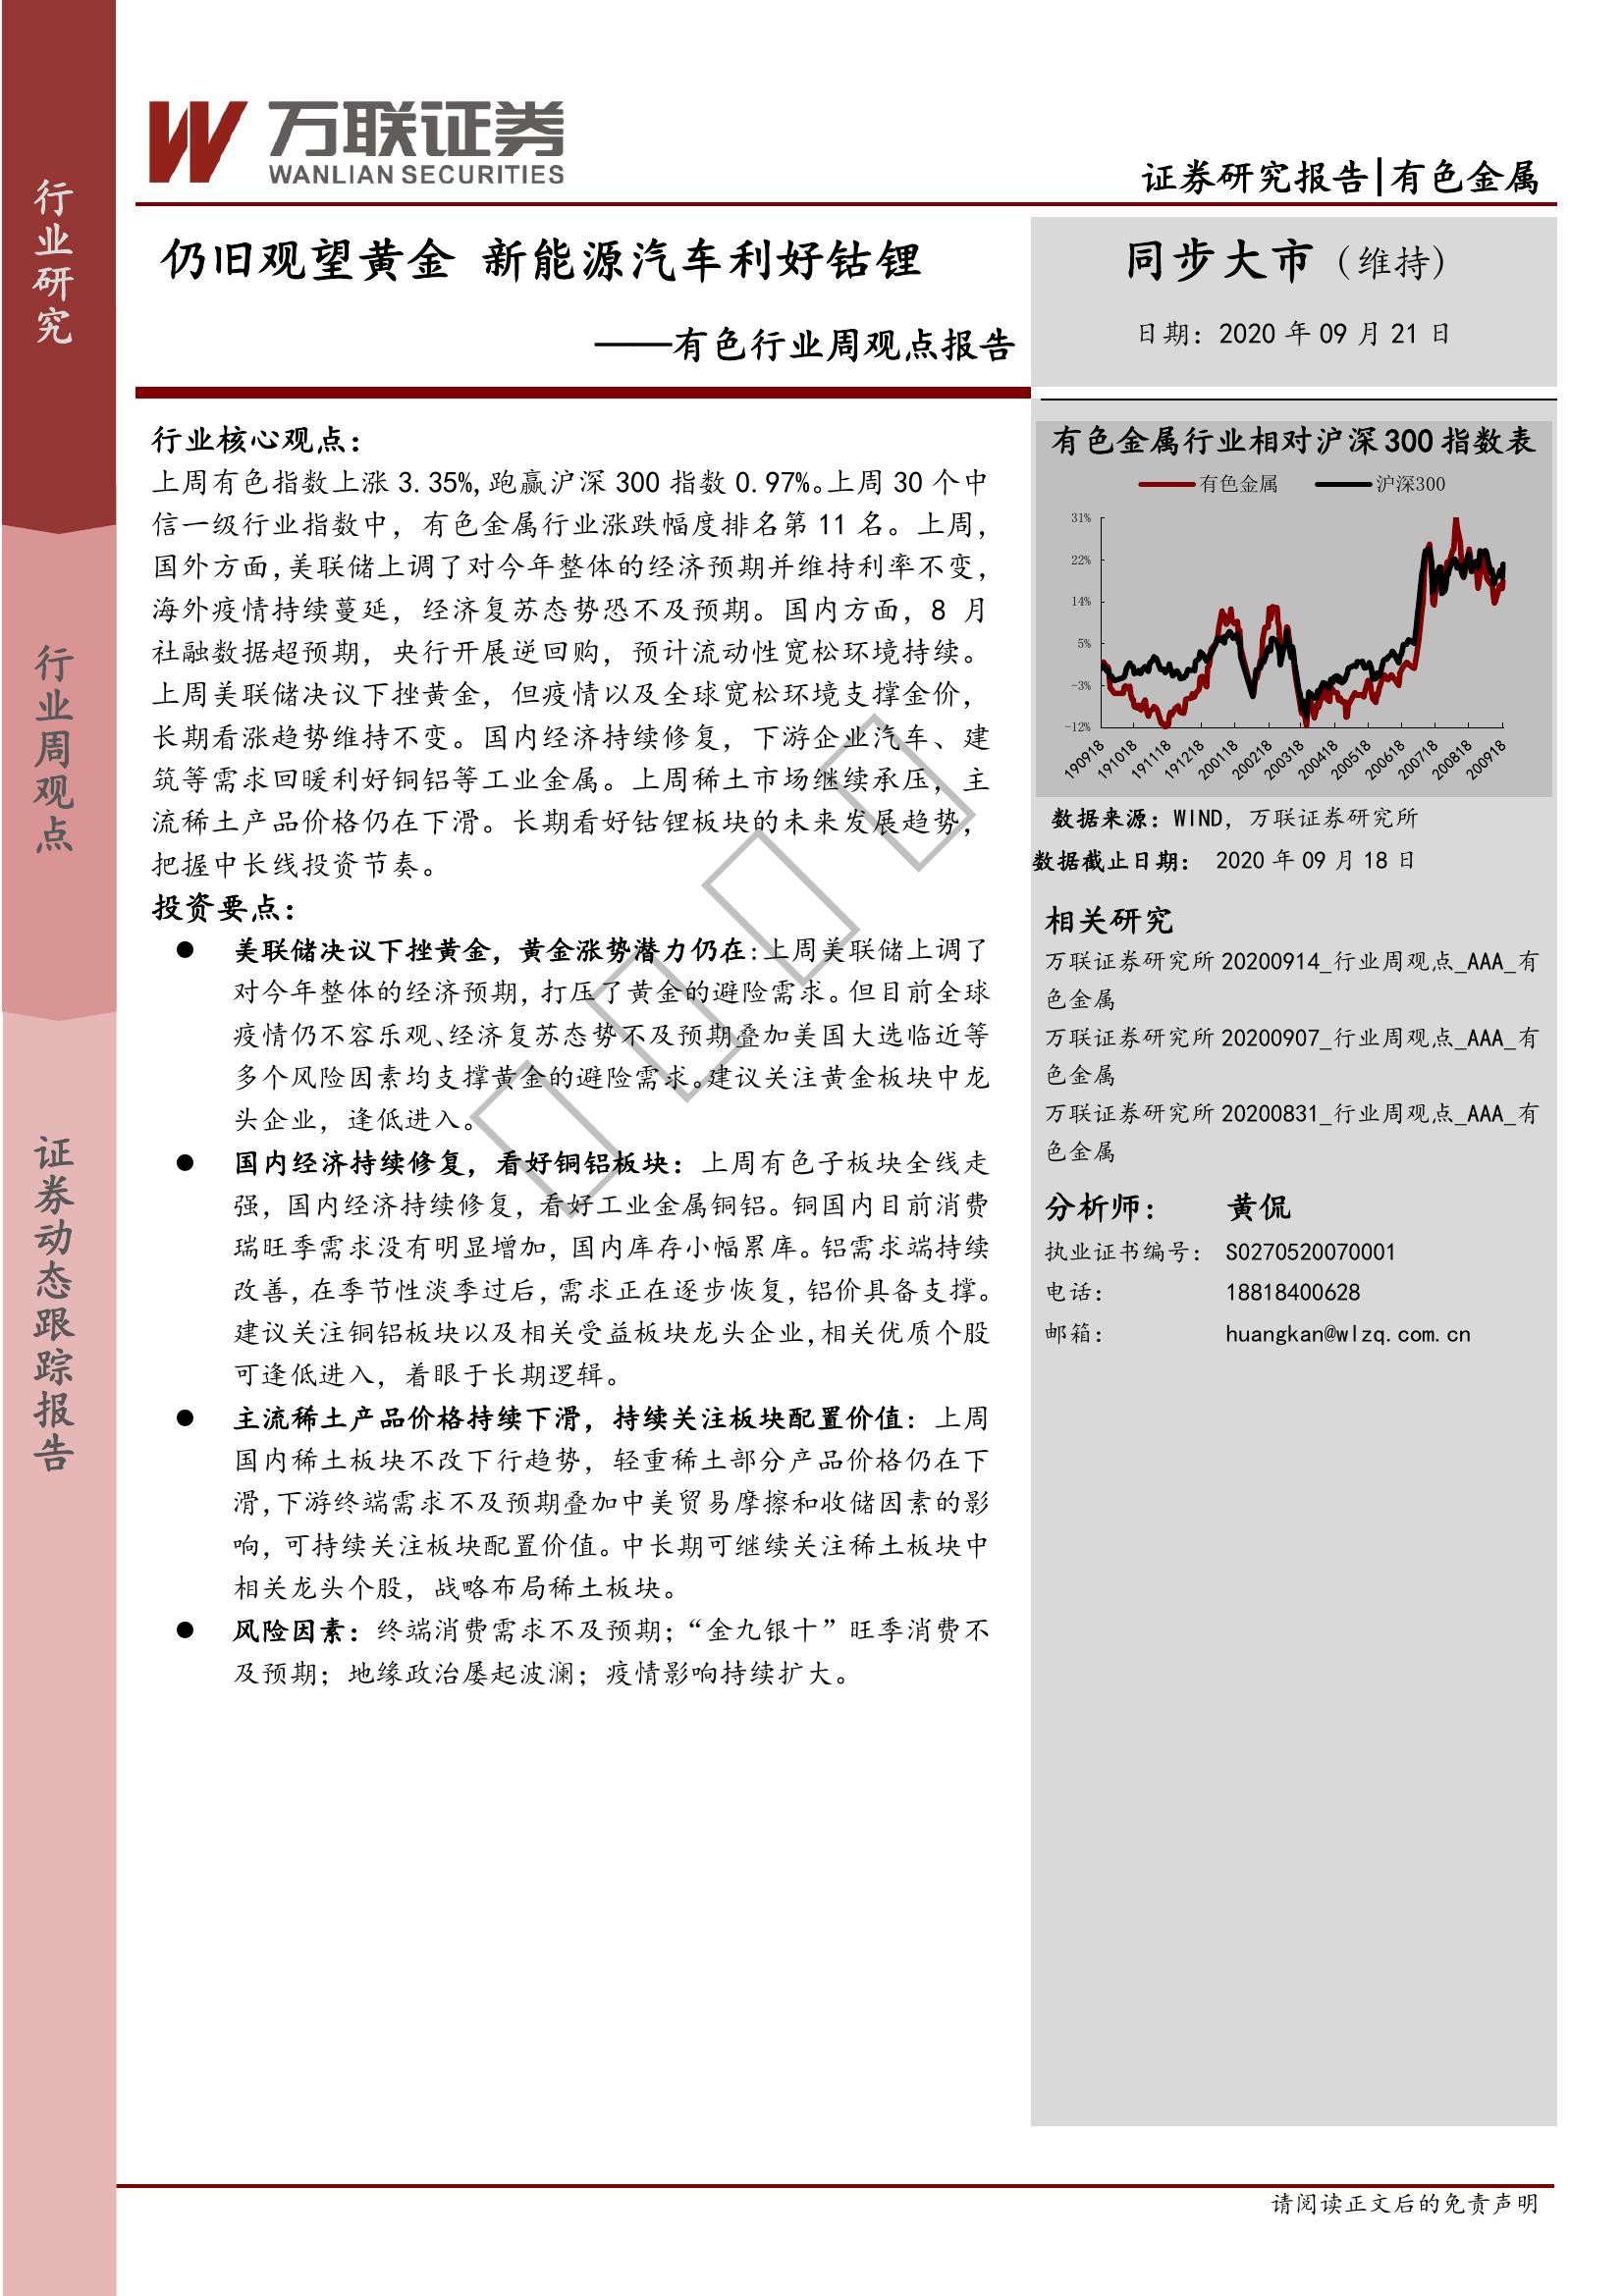 行业研究
行业周观点
证券动态跟踪报告
万联证券
WANLIAN SECURITIES
证券研究报告|有色金属
仍旧观望黄金 新能源汽车利好钴锂
——有色行业周观点报告
同步大市（维持）
日期：2020 年 09 月 21 日
行业核心观点：
上周有色指数上涨 3.35%,跑赢沪深 300 指数 0.97%。上周 30 个中
信一级行业指数中，有色金属行业涨跌幅度排名第 11 名。上周，
国外方面,美联储上调了对今年整体的经济预期并维持利率不变，
海外疫情持续蔓延，经济复苏态势恐不及预期。国内方面，8 月
社融数据超预期，央行开展逆回购，预计流动性宽松环境持续。
上周美联储决议下挫黄金，但疫情以及全球宽松环境支撑金价，
长期看涨趋势维持不变。国内经济持续修复，下游企业汽车、建
筑等需求回暖利好铜铝等工业金属。上周稀土市场继续承压，主
流稀土产品价格仍在下滑。长期看好钴锂板块的未来发展趋势，
把握中长线投资节奏。
投资要点：
● 美联储决议下挫黄金，黄金涨势潜力仍在:上周美联储上调了
对今年整体的经济预期,打压了黄金的避险需求。但目前全球
疫情仍不容乐观、经济复苏态势不及预期叠加美国大选临近等
多个风险因素均支撑黄金的避险需求。建议关注黄金板块中龙
头企业，逢低进入。
● 国内经济持续修复，看好铜铝板块：上周有色子板块全线走
强，国内经济持续修复，看好工业金属铜铝。铜国内目前消费
瑞旺季需求没有明显增加,国内库存小幅累库。铝需求端持续
改善,在季节性淡季过后,需求正在逐步恢复,铝价具备支撑。
建议关注铜铝板块以及相关受益板块龙头企业,相关优质个股
可逢低进入，着眼于长期逻辑。
● 主流稀土产品价格持续下滑，持续关注板块配置价值：上周
国内稀土板块不改下行趋势，轻重稀土部分产品价格仍在下
滑,下游终端需求不及预期叠加中美贸易摩擦和收储因素的影
响,可持续关注板块配置价值。中长期可继续关注稀土板块中
相关龙头个股，战略布局稀土板块。
● 风险因素：终端消费需求不及预期；“金九银十”旺季消费不
及预期；地缘政治屡起波澜；疫情影响持续扩大。
有色金属行业相对沪深 300 指数表
有色金属 沪深300
31%
22%
14%
5%
-3%
-12%
190918 191018 191118 191218 200118 200218 200318 200418 200518 200618 200718 200818 200918
数据来源：WIND，万联证券研究所
数据截止日期： 2020 年 09 月 18 日
相关研究
万联证券研究所 20200914_行业周观点_AAA_有
色金属
万联证券研究所 20200907_行业周观点_AAA_有
色金属
万联证券研究所 20200831_行业周观点_AAA_有
色金属
分析师： 黄侃
执业证书编号： S0270520070001
电话： 18818400628
邮箱： huangkan@wlzq.com.cn
请阅读正文后的免责声明